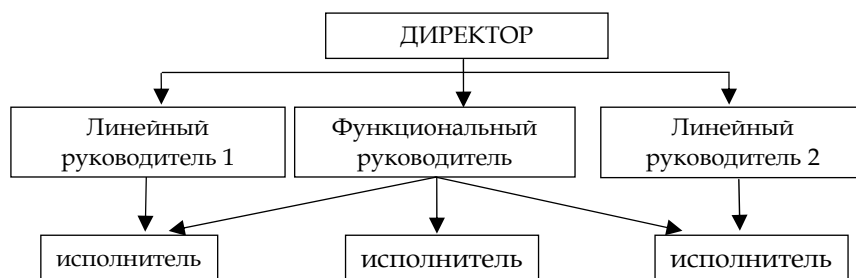 ДИРЕКТОР
Линейный
руководитель 1
Функциональный
руководитель
Линейный
руководитель 2
исполнитель
исполнитель
исполнитель